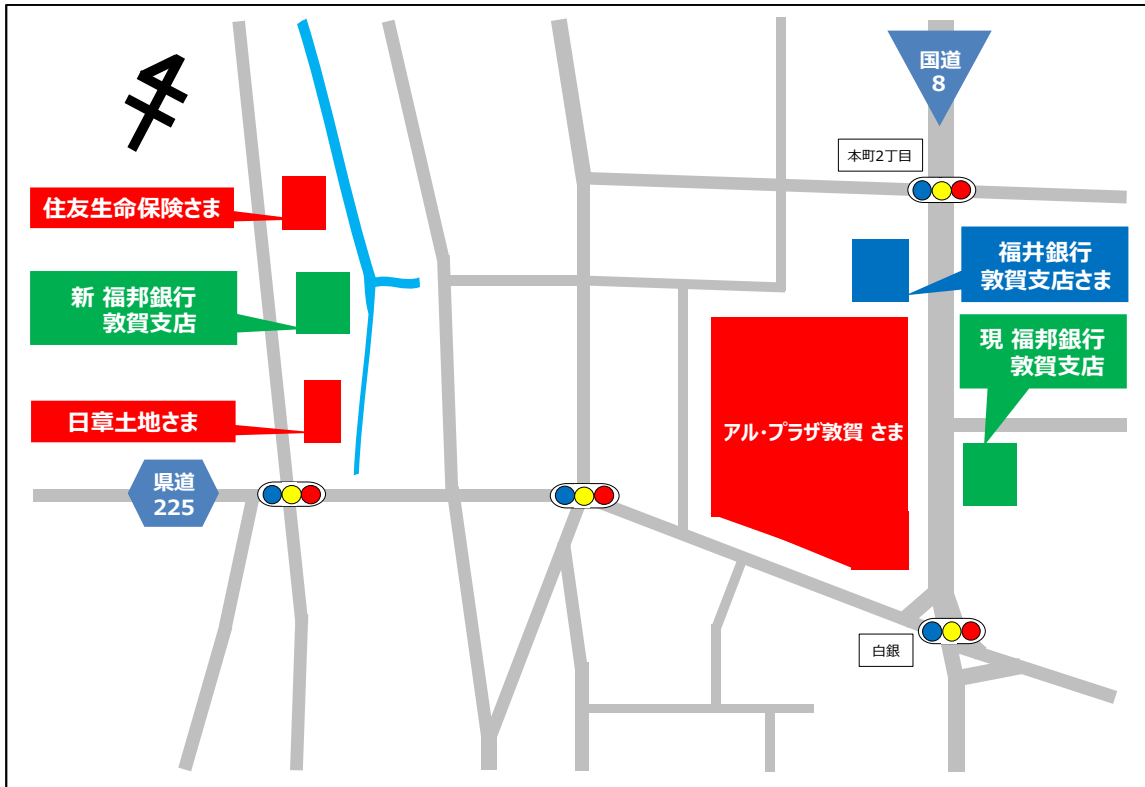 国道
8
本町2丁目
住友生命保険さま
福井銀行
敦賀支店さま
新 福邦銀行
敦賀支店
現 福邦銀行
敦賀支店
日章土地さま
アル・プラザ敦賀 さま
県道
225
白銀